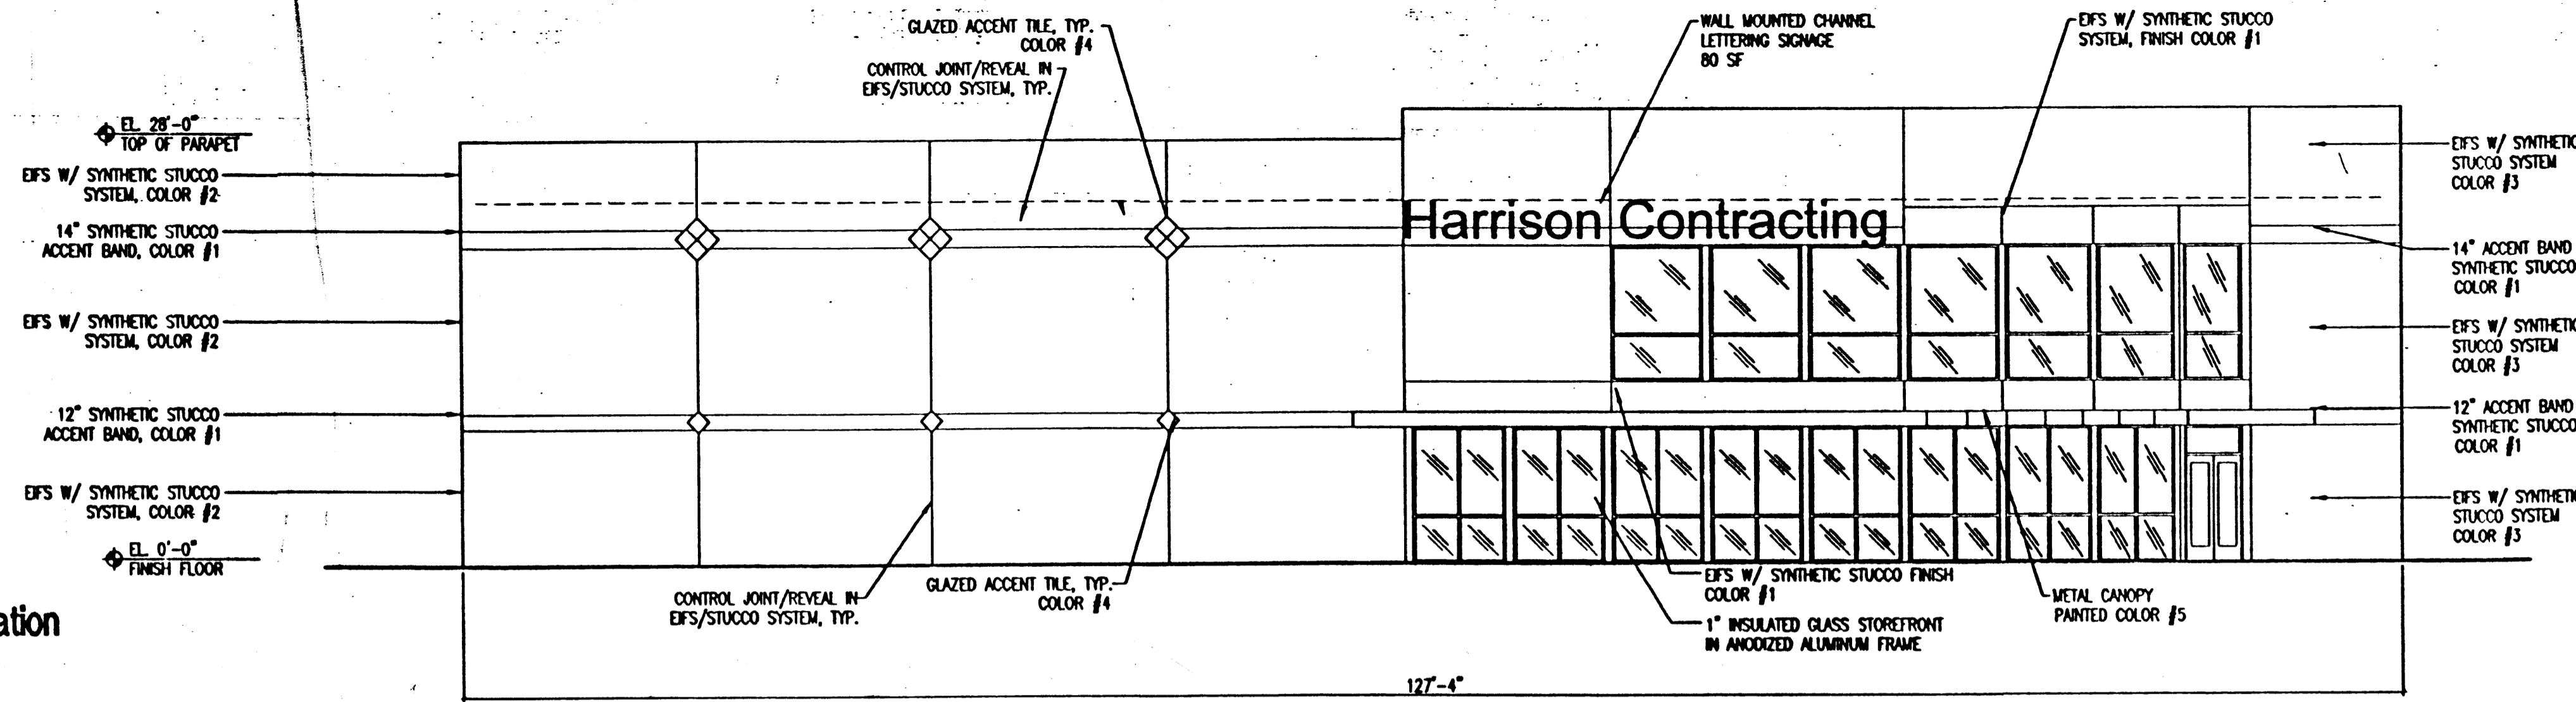 GLAZED ACCENT TILE, TYP.
COLOR #4
CONTROL JOINT/REVEAL IN
EIFS/STUCCO SYSTEM, TYP.
WALL MOUNTED CHANNEL
LETTERING SIGNAGE
80 SF
EIFS W/ SYNTHETIC STUCCO
SYSTEM, FINISH COLOR #1
EL 28'-0"
TOP OF PARAPET
EIFS W/ SYNTHETIC STUCCO
SYSTEM, COLOR #2
14" SYNTHETIC STUCCO
ACCENT BAND, COLOR #1
EIFS W/ SYNTHETIC STUCCO
SYSTEM, COLOR #2
12" SYNTHETIC STUCCO
ACCENT BAND, COLOR #1
EIFS W/ SYNTHETIC STUCCO
SYSTEM, COLOR #2
EL 0'-0"
FINISH FLOOR
Harrison Contracting
EIFS W/ SYNTHETIC
STUCCO SYSTEM
COLOR #3
14" ACCENT BAND
SYNTHETIC STUCCO
COLOR #1
EIFS W/ SYNTHETIC
STUCCO SYSTEM
COLOR #3
12" ACCENT BAND
SYNTHETIC STUCCO
COLOR #1
EIFS W/ SYNTHETIC
STUCCO SYSTEM
COLOR #3
CONTROL JOINT/REVEAL IN
EIFS/STUCCO SYSTEM, TYP.
GLAZED ACCENT TILE, TYP.
COLOR #4
EIFS W/ SYNTHETIC STUCCO FINISH
COLOR #1
1" INSULATED GLASS STOREFRONT
IN ANODIZED ALUMINUM FRAME
METAL CANOPY
PAINTED COLOR #5
ation
127'-4"